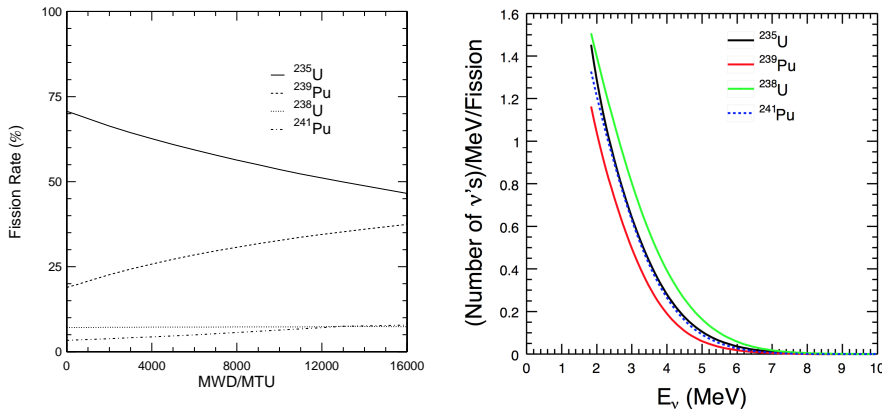 100
75
50
25
0
Fission Rate (%)
²³⁵U
²³⁹Pu
²³⁸U
²⁴¹Pu
0 4000 8000 12000 16000
MWD/MTU
1.6
1.4
1.2
1
0.8
0.6
0.4
0.2
0
(Number of ν's)/MeV/Fission
²³⁵U
²³⁹Pu
²³⁸U
²⁴¹Pu
1 2 3 4 5 6 7 8 9 10
Eᵥ (MeV)